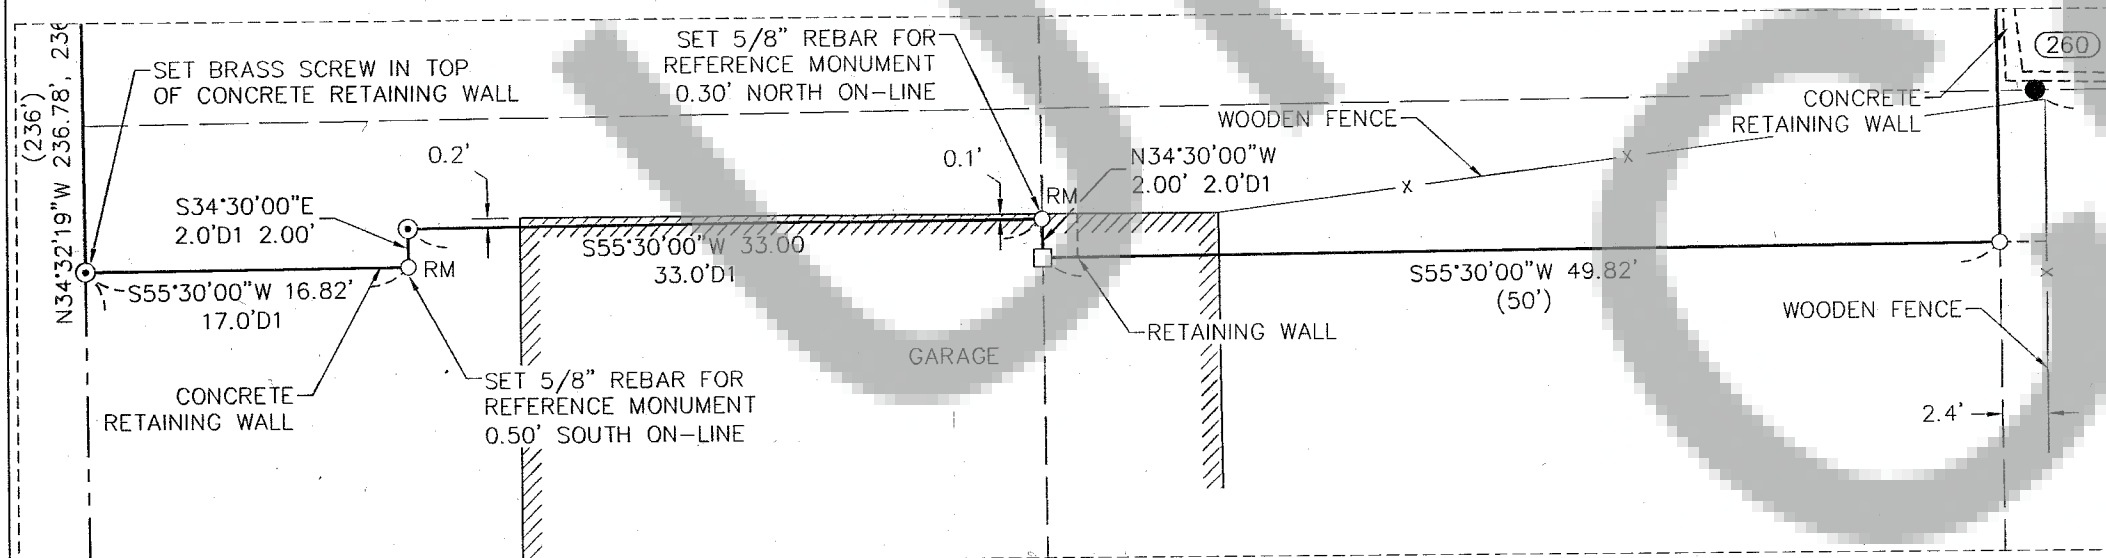 SET 5/8" REBAR FOR
REFERENCE MONUMENT
0.30' NORTH ON-LINE
SET BRASS SCREW IN TOP
OF CONCRETE RETAINING WALL
(236')
N34°32'19"W 236.78',
260
CONCRETE
RETAINING WALL
WOODEN FENCE
0.2'
0.1'
N34°30'00"W
2.00' 2.0'D1
S34°30'00"E
2.0'D1 2.00'
RM
RM
x
x
S55°30'00"W 33.00
33.0'D1
S55°30'00"W 16.82'
17.0'D1
S55°30'00"W 49.82'
(50')
x
WOODEN FENCE
RETAINING WALL
GARAGE
CONCRETE
RETAINING WALL
SET 5/8" REBAR FOR
REFERENCE MONUMENT
0.50' SOUTH ON-LINE
2.4'